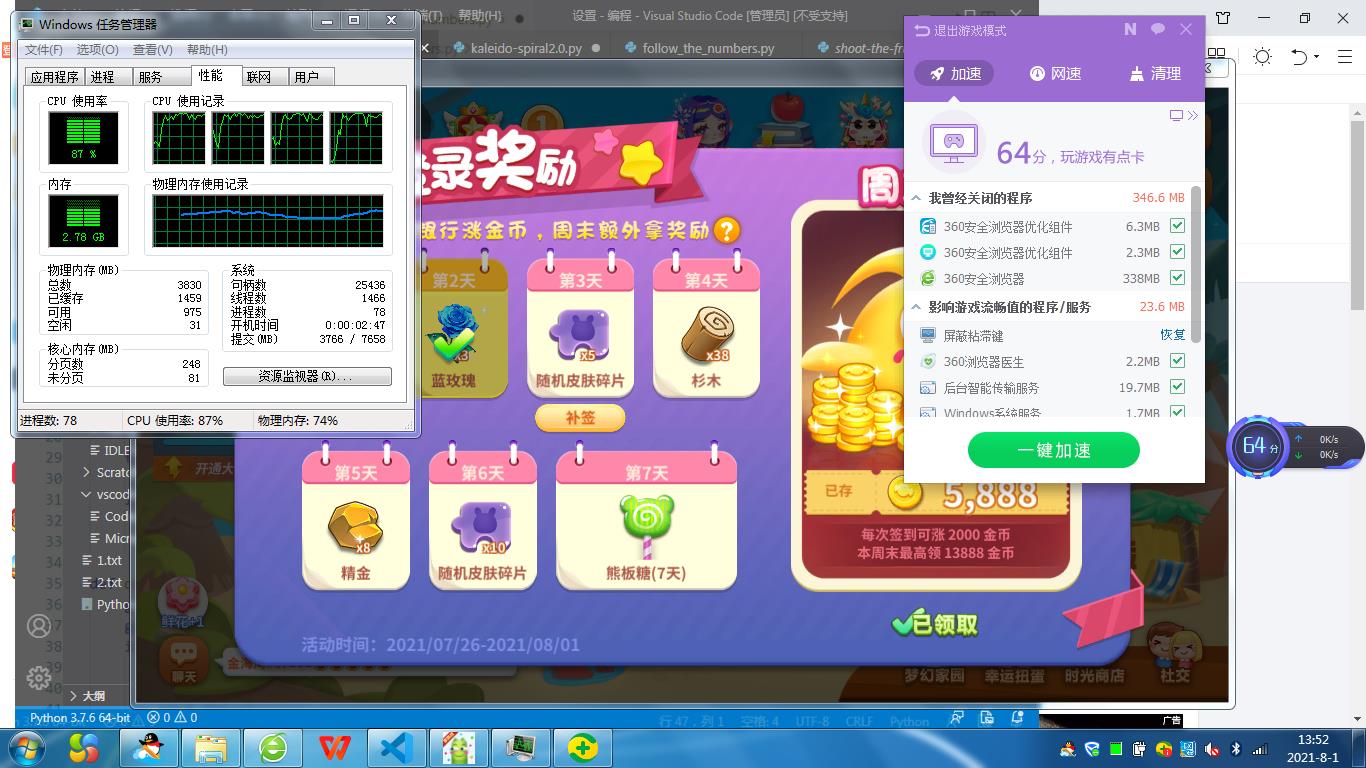 Windows 任务管理器
文件(F) 选项(O) 查看(V) 帮助(H)
应用程序 进程 服务 性能 联网 用户
CPU 使用率
CPU 使用记录
87 %
内存
物理内存使用记录
2.78 GB
物理内存(MB)
总数 3830
已缓存 1459
可用 975
空闲 31
系统
句柄数 25436
线程数 1466
进程数 78
开机时间 0:00:02:47
提交(MB) 3766 / 7658
核心内存(MB)
分页数 248
未分页 81
资源监视器(R)...
进程数: 78 CPU 使用率: 87% 物理内存: 74%
帮助(H)
设置 - 编程 - Visual Studio Code [管理员] [不受支持]
kaleido-spiral2.0.py
follow_the_numbers.py
shoot-the-fr
登录奖励
银行涨金币，周末额外拿奖励?
第2天
x3
蓝玫瑰
第3天
x5
随机皮肤碎片
补签
第4天
x38
杉木
第5天
x8
精金
第6天
x10
随机皮肤碎片
第7天
熊板糖(7天)
活动时间：2021/07/26-2021/08/01
周
已存
5,888
每次签到可涨 2000 金币
本周末最高领 13888 金币
已领取
退出游戏模式
N
加速 网速 清理
64分，玩游戏有点卡
我曾经关闭的程序 346.6 MB
360安全浏览器优化组件 6.3MB
360安全浏览器优化组件 2.3MB
360安全浏览器 338MB
影响游戏流畅值的程序/服务 23.6 MB
屏蔽粘滞键 恢复
360浏览器医生 2.2MB
后台智能传输服务 19.7MB
Windows系统服务 1.7MB
一键加速
64分
0K/s
0K/s
29
30
31
32
33
34
35
36
37
38
39
40
IDLE
Scratc
vscod
Cod
Micr
1.txt
2.txt
Pytho
大纲
开通大
鲜花+1
聊天
梦幻家园 幸运扭蛋 时光商店 社交
Python 3.7.6 64-bit 0 0
行 47，列 1 空格: 4 UTF-8 CRLF Python
广告
13:52
2021-8-1